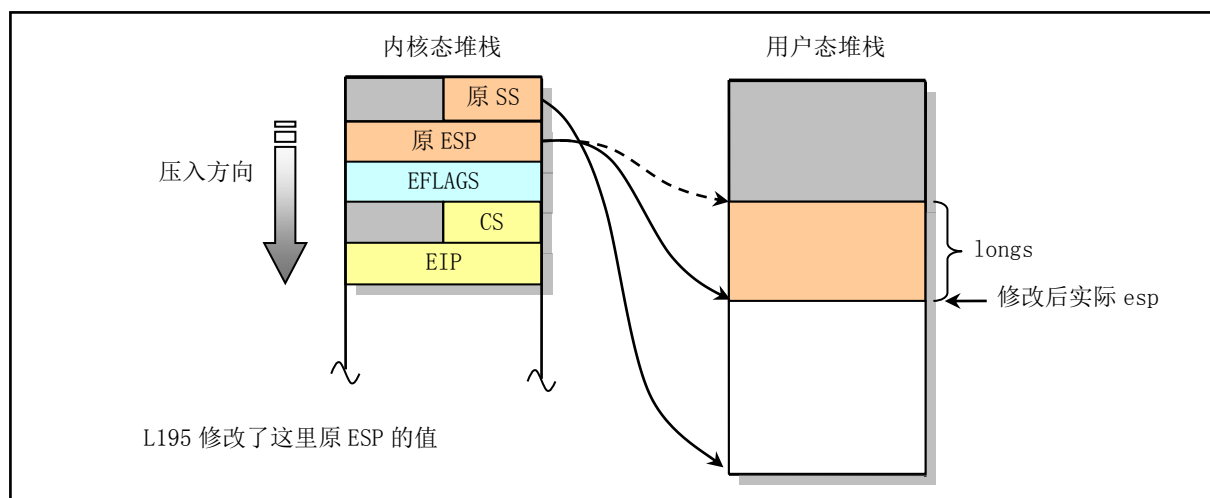 内核态堆栈
用户态堆栈
原 SS
原 ESP
压入方向
EFLAGS
CS
EIP
longs
修改后实际 esp
L195 修改了这里原 ESP 的值